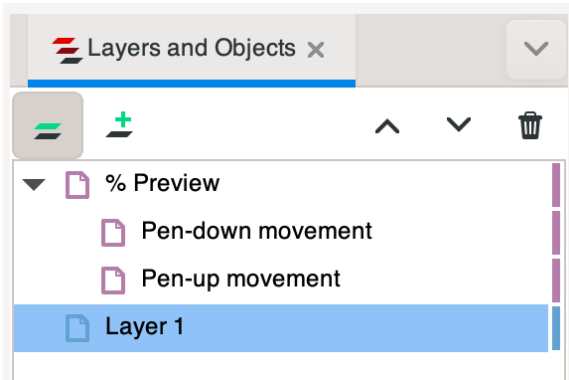 Layers and Objects
% Preview
Pen-down movement
Pen-up movement
Layer 1